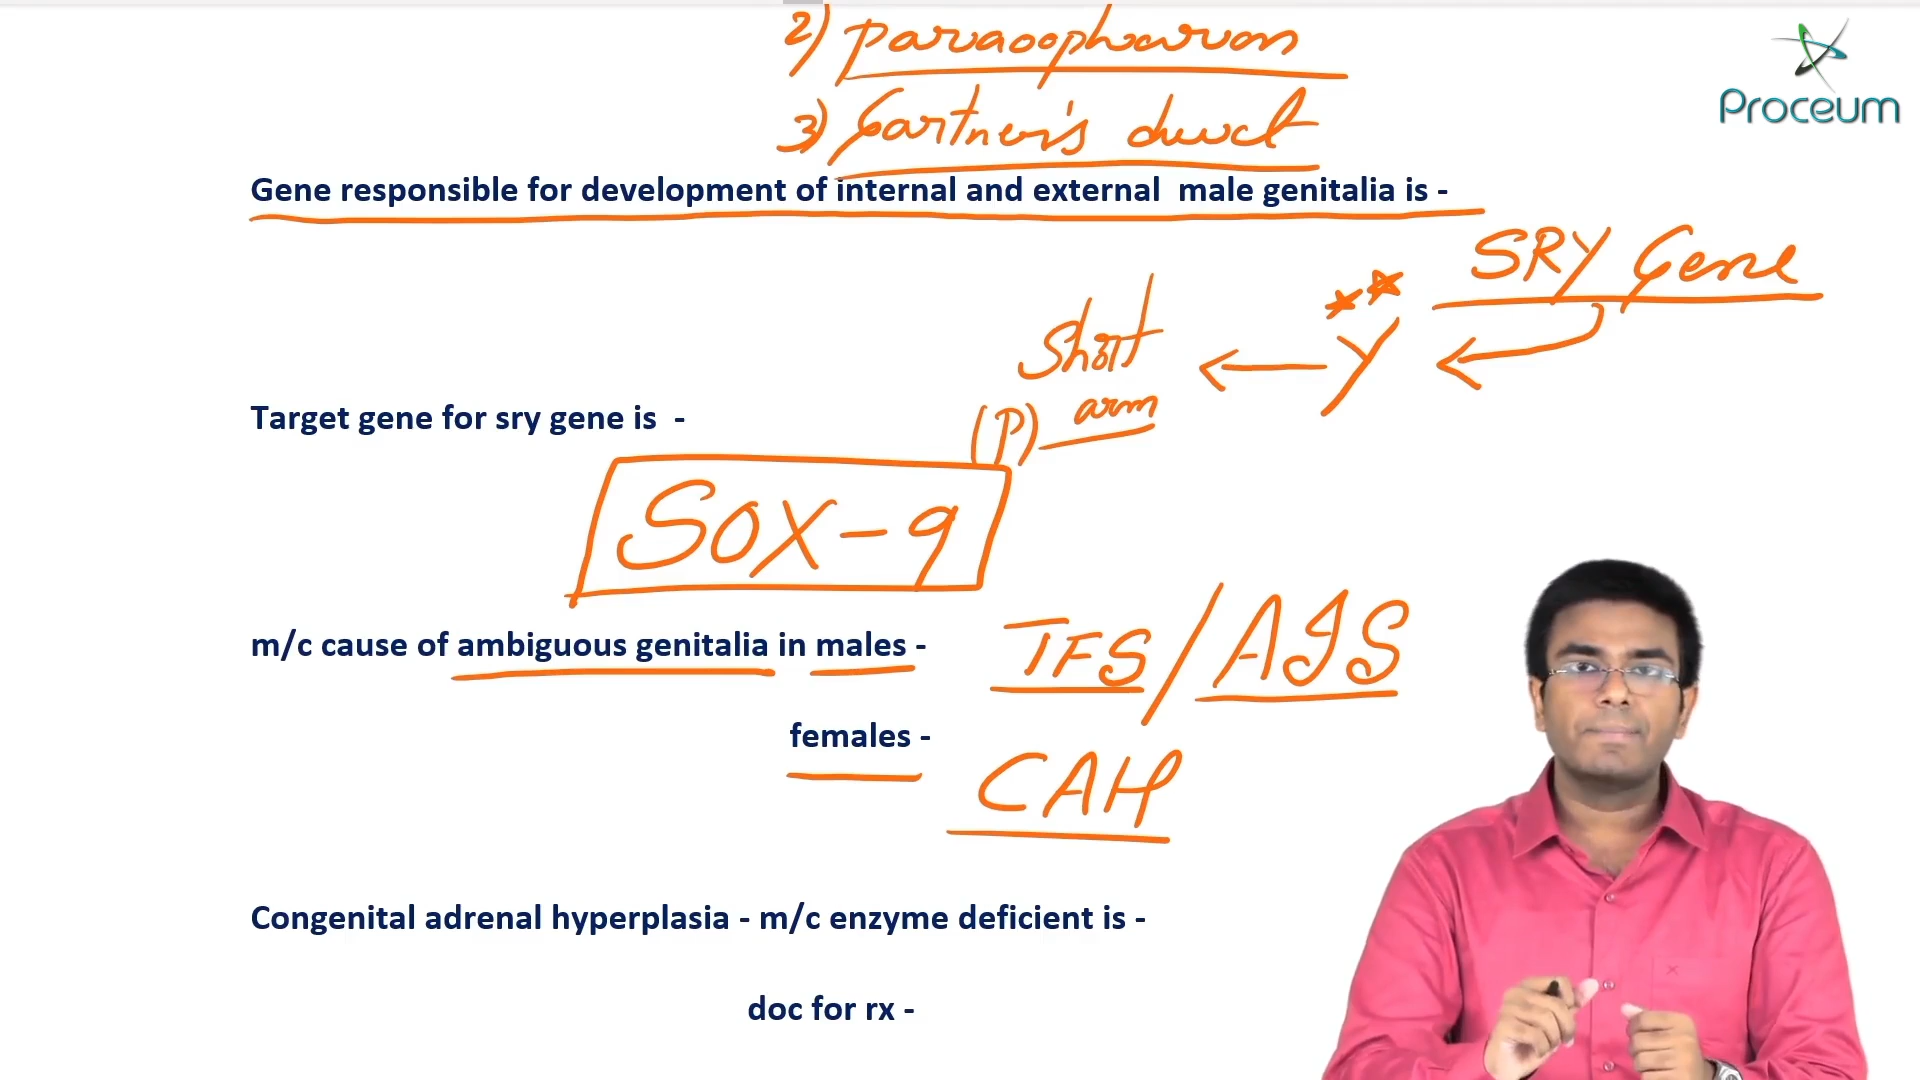 2) paraoophoron
3) Gartner's duct
Proceum
Gene responsible for development of internal and external male genitalia is -
SRY Gene
Y
Short
arm
(P)
Target gene for sry gene is -
SOX-9
m/c cause of ambiguous genitalia in males -
TFS/AIS
females -
CAH
Congenital adrenal hyperplasia - m/c enzyme deficient is -
doc for rx -